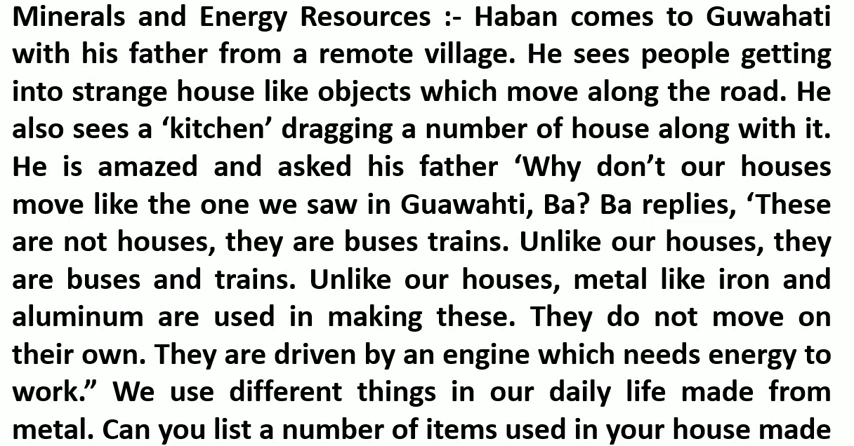 Minerals and Energy Resources :- Haban comes to Guwahati
with his father from a remote village. He sees people getting
into strange house like objects which move along the road. He
also sees a ‘kitchen’ dragging a number of house along with it.
He is amazed and asked his father ‘Why don’t our houses
move like the one we saw in Guawahti, Ba? Ba replies, ‘These
are not houses, they are buses trains. Unlike our houses, they
are buses and trains. Unlike our houses, metal like iron and
aluminum are used in making these. They do not move on
their own. They are driven by an engine which needs energy to
work.” We use different things in our daily life made from
metal. Can you list a number of items used in your house made